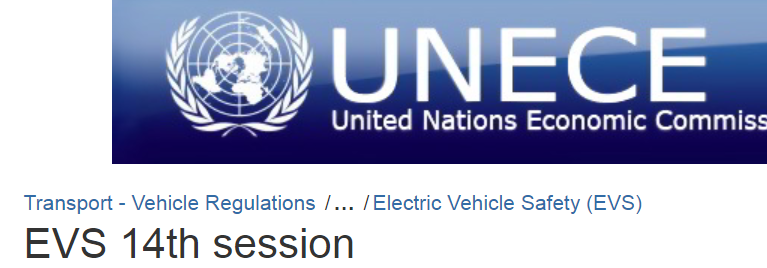 UNECE
United Nations Economic Commiss
Transport - Vehicle Regulations /... /Electric Vehicle Safety (EVS)
EVS 14th session